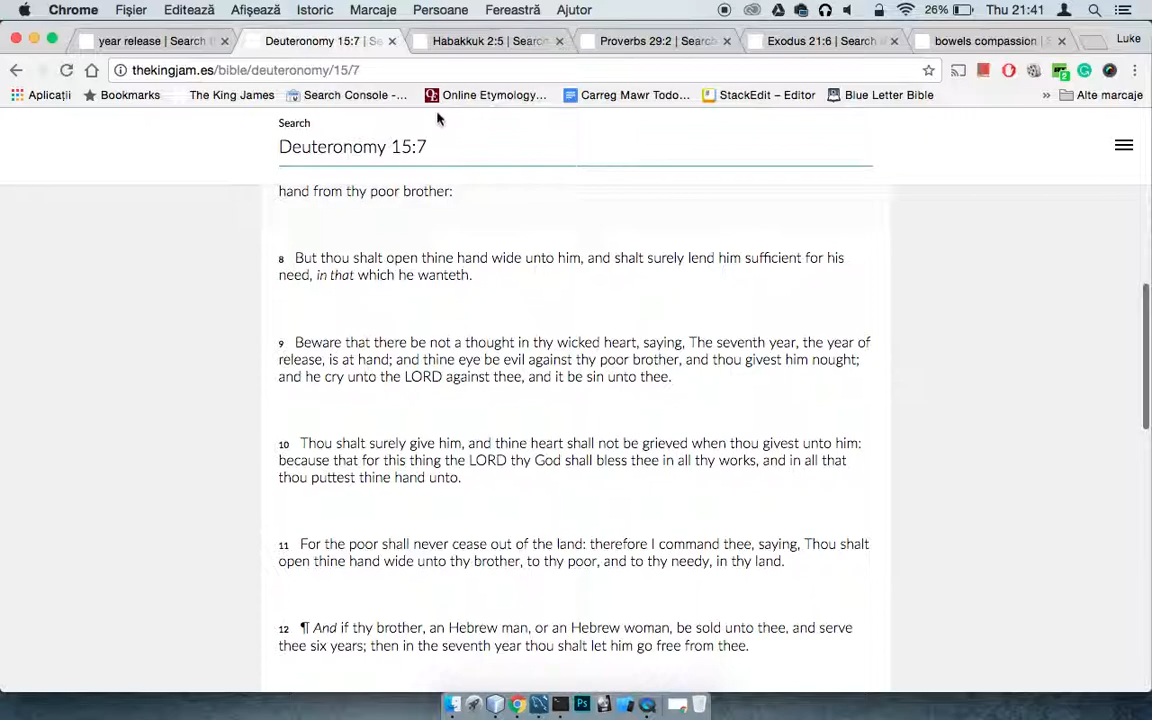 Chrome Fișier Editează Afișează Istoric Marcaje Persoane Fereastră Ajutor 26% Thu 21:41
year release | Search Deuteronomy 15:7 | Se Habakkuk 2:5 | Search Proverbs 29:2 | Search Exodus 21:6 | Search bowels compassion | Luke
thekingjam.es/bible/deuteronomy/15/7
Aplicații Bookmarks The King James Search Console -... Online Etymology... Carreg Mawr Todo... StackEdit – Editor Blue Letter Bible » Alte marcaje
Search
Deuteronomy 15:7
hand from thy poor brother:
8 But thou shalt open thine hand wide unto him, and shalt surely lend him sufficient for his
need, in that which he wanteth.
9 Beware that there be not a thought in thy wicked heart, saying, The seventh year, the year of
release, is at hand; and thine eye be evil against thy poor brother, and thou givest him nought;
and he cry unto the LORD against thee, and it be sin unto thee.
10 Thou shalt surely give him, and thine heart shall not be grieved when thou givest unto him:
because that for this thing the LORD thy God shall bless thee in all thy works, and in all that
thou puttest thine hand unto.
11 For the poor shall never cease out of the land: therefore I command thee, saying, Thou shalt
open thine hand wide unto thy brother, to thy poor, and to thy needy, in thy land.
12 ¶ And if thy brother, an Hebrew man, or an Hebrew woman, be sold unto thee, and serve
thee six years; then in the seventh year thou shalt let him go free from thee.